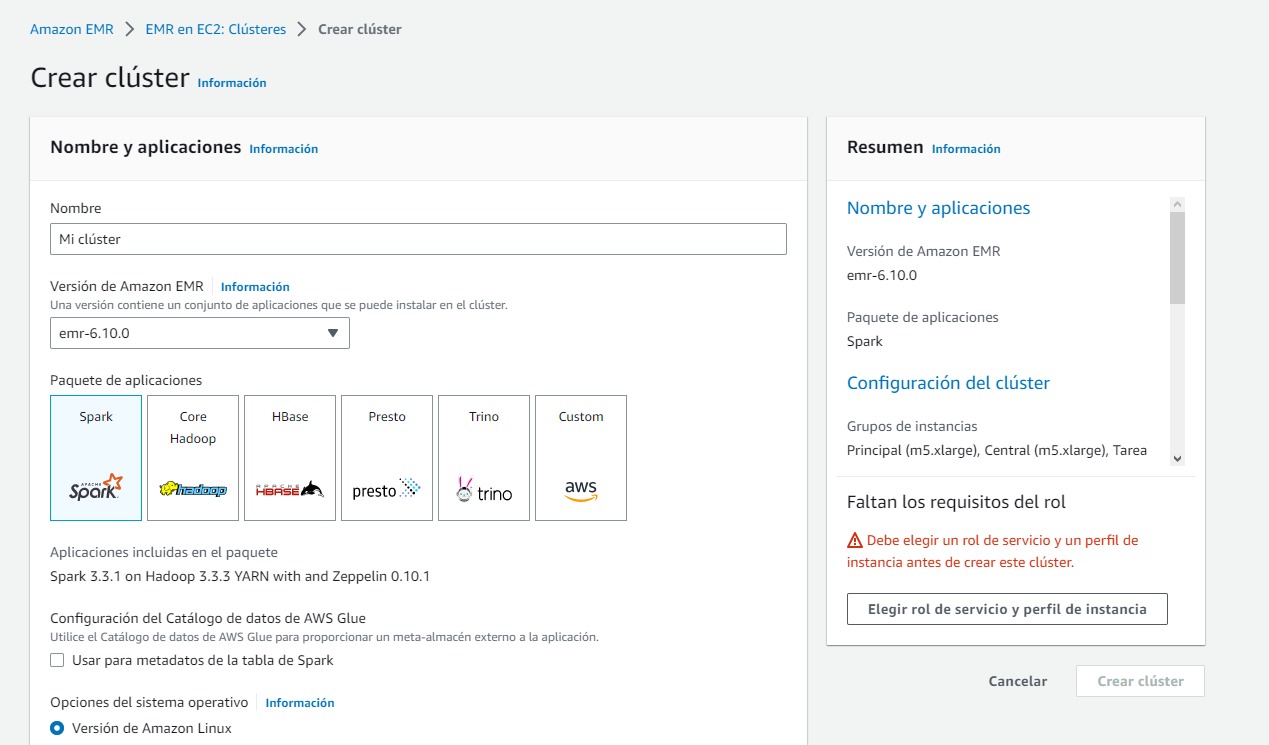 Amazon EMR > EMR en EC2: Clústeres > Crear clúster
Crear clúster Información
Nombre y aplicaciones Información
Nombre
Mi clúster
Versión de Amazon EMR Información
Una versión contiene un conjunto de aplicaciones que se puede instalar en el clúster.
emr-6.10.0
Paquete de aplicaciones
Spark
APACHE
Spark
Core
Hadoop
hadoop
HBase
APACHE
HBASE
Presto
presto
Trino
trino
Custom
aws
Aplicaciones incluidas en el paquete
Spark 3.3.1 on Hadoop 3.3.3 YARN with and Zeppelin 0.10.1
Configuración del Catálogo de datos de AWS Glue
Utilice el Catálogo de datos de AWS Glue para proporcionar un meta-almacén externo a la aplicación.
Usar para metadatos de la tabla de Spark
Opciones del sistema operativo Información
Versión de Amazon Linux
Resumen Información
Nombre y aplicaciones
Versión de Amazon EMR
emr-6.10.0
Paquete de aplicaciones
Spark
Configuración del clúster
Grupos de instancias
Principal (m5.xlarge), Central (m5.xlarge), Tarea
Faltan los requisitos del rol
Debe elegir un rol de servicio y un perfil de
instancia antes de crear este clúster.
Elegir rol de servicio y perfil de instancia
Cancelar
Crear clúster